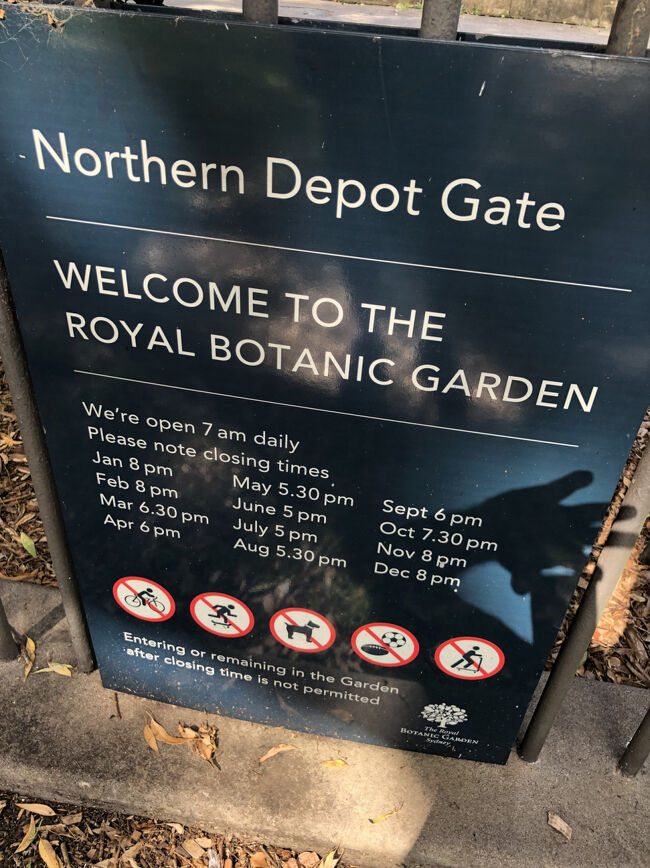 Northern Depot Gate
WELCOME TO THE
ROYAL BOTANIC GARDEN
We're open 7 am daily
Please note closing times
Jan 8 pm
Feb 8 pm
Mar 6.30 pm
Apr 6 pm
May 5.30 pm
June 5 pm
July 5 pm
Aug 5.30 pm
Sept 6 pm
Oct 7.30 pm
Nov 8 pm
Dec 8 pm
Entering or remaining in the Garden
after closing time is not permitted
The Royal
BOTANIC GARDEN
Sydney